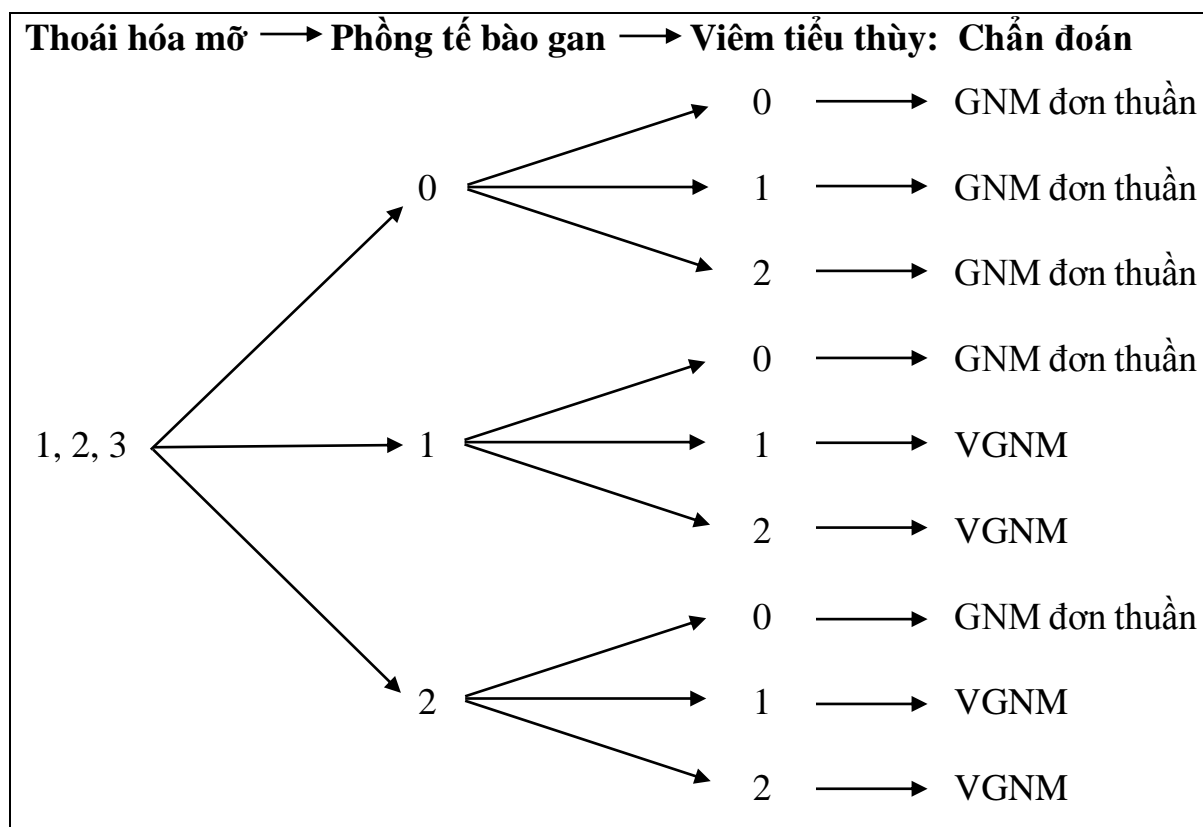 Thoái hóa mỡ → Phồng tế bào gan → Viêm tiểu thùy: Chẩn đoán
0 → GNM đơn thuần
0 1 → GNM đơn thuần
2 → GNM đơn thuần
0 → GNM đơn thuần
1, 2, 3 1 1 → VGNM
2 → VGNM
0 → GNM đơn thuần
2 1 → VGNM
2 → VGNM